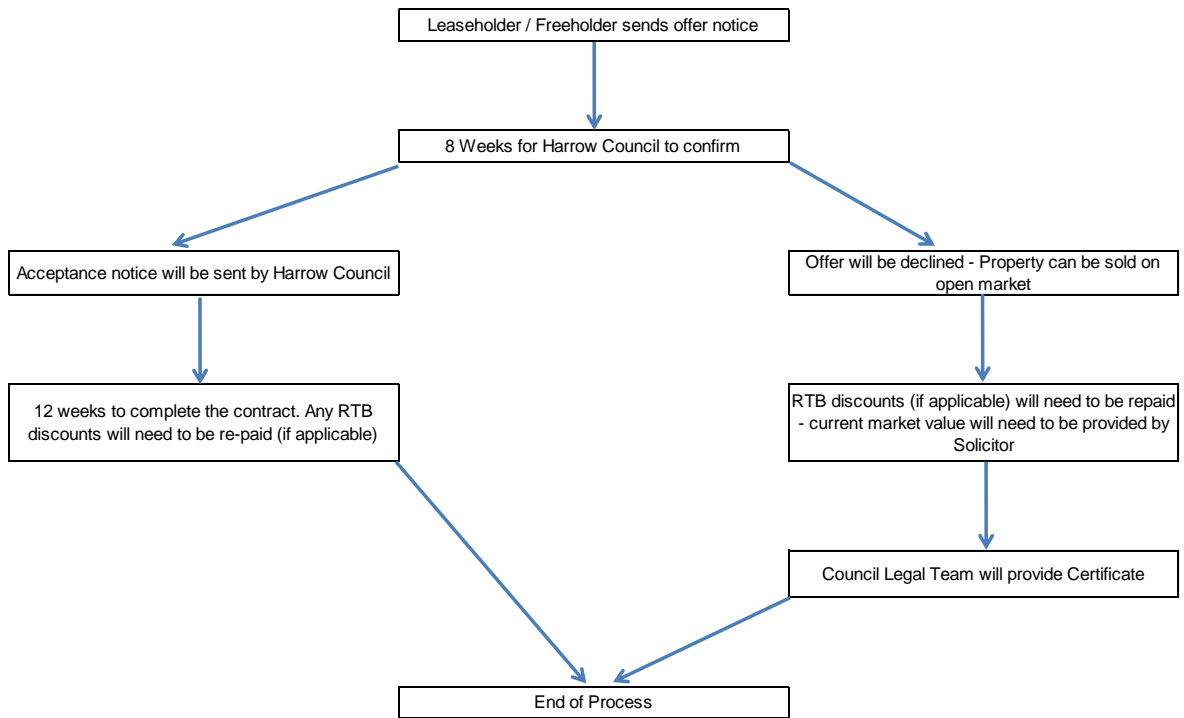 Leaseholder / Freeholder sends offer notice
8 Weeks for Harrow Council to confirm
Acceptance notice will be sent by Harrow Council
Offer will be declined - Property can be sold on
open market
12 weeks to complete the contract. Any RTB
discounts will need to be re-paid (if applicable)
RTB discounts (if applicable) will need to be repaid
- current market value will need to be provided by
Solicitor
Council Legal Team will provide Certificate
End of Process